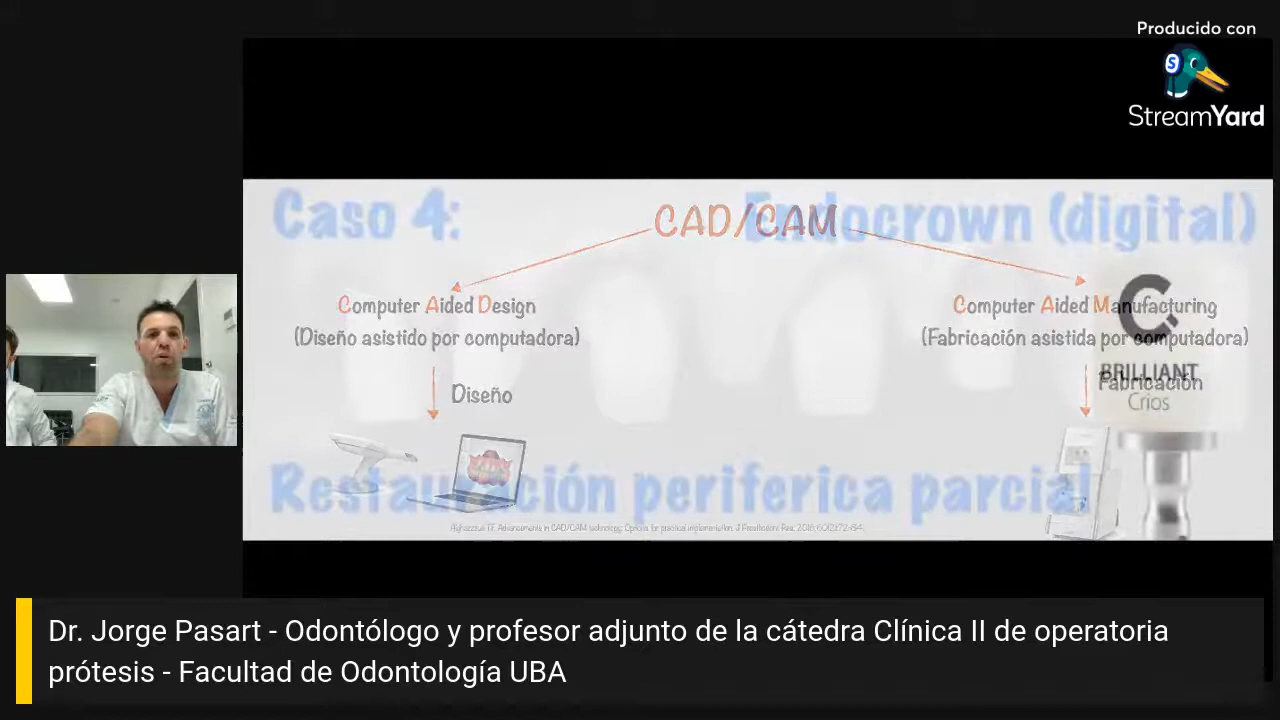 Producido con
StreamYard
Caso 4:
Endocrown (digital)
CAD/CAM
Computer Aided Design
(Diseño asistido por computadora)
Diseño
Computer Aided Manufacturing
(Fabricación asistida por computadora)
Fabricación
BRILLIANT
Crios
Restauración periferica parcial
Dr. Jorge Pasart - Odontólogo y profesor adjunto de la cátedra Clínica II de operatoria
prótesis - Facultad de Odontología UBA